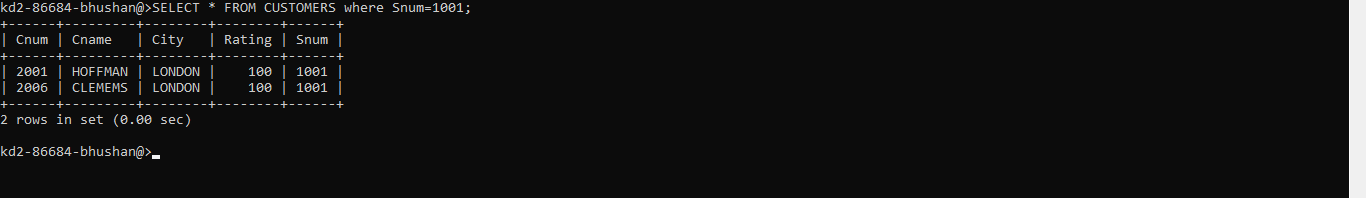 kd2-86684-bhushan@>SELECT * FROM CUSTOMERS where Snum=1001;
+------+---------+--------+--------+------+
| Cnum | Cname   | City   | Rating | Snum |
+------+---------+--------+--------+------+
| 2001 | HOFFMAN | LONDON |    100 | 1001 |
| 2006 | CLEMEMS | LONDON |    100 | 1001 |
+------+---------+--------+--------+------+
2 rows in set (0.00 sec)
kd2-86684-bhushan@>